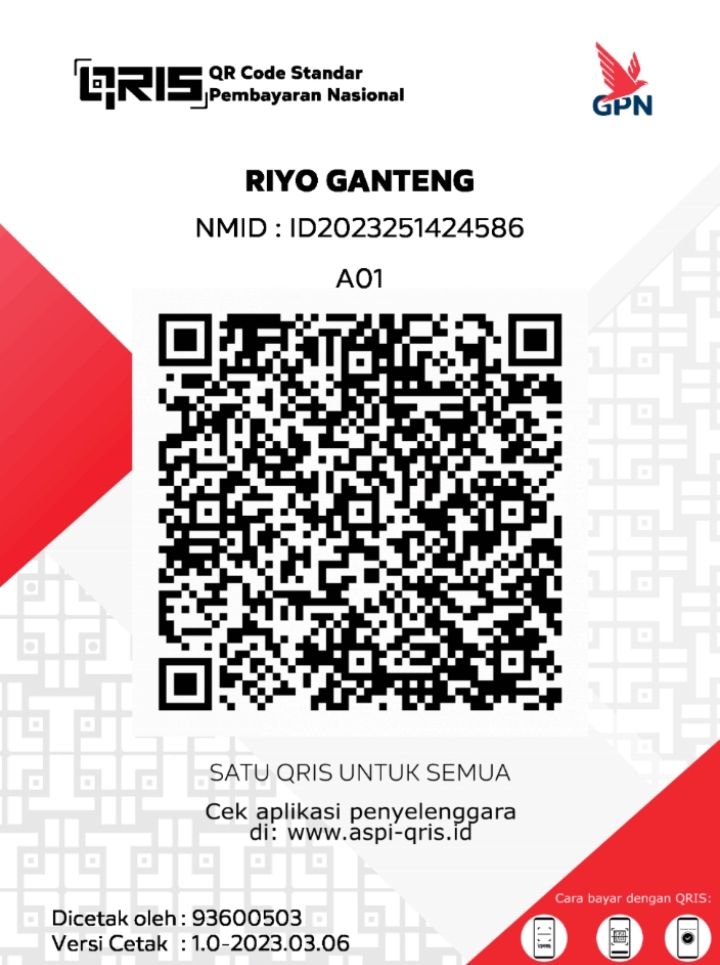 QRIS QR Code Standar
Pembayaran Nasional
GPN
RIYO GANTENG
NMID : ID2023251424586
A01
SATU QRIS UNTUK SEMUA
Cek aplikasi penyelenggara
di: www.aspi-qris.id
Cara bayar dengan QRIS:
Dicetak oleh : 93600503
Versi Cetak : 1.0-2023.03.06